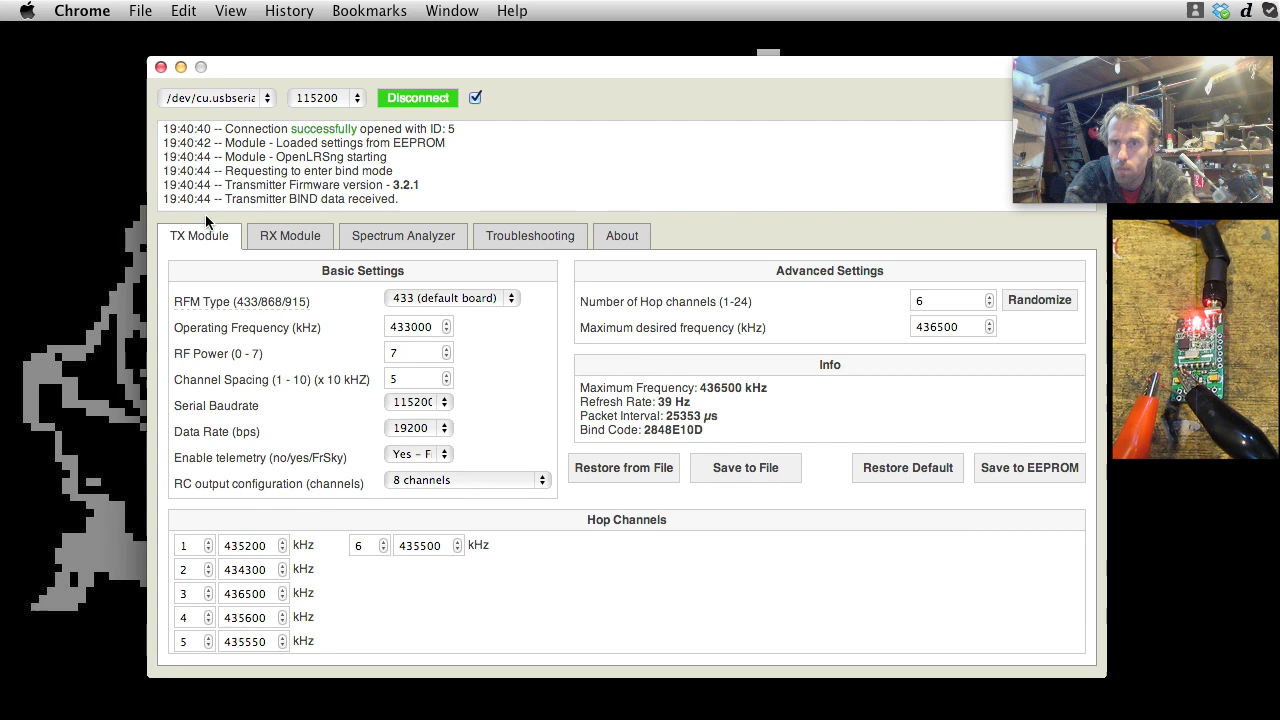 Chrome File Edit View History Bookmarks Window Help
/dev/cu.usbseria 115200 Disconnect
19:40:40 -- Connection successfully opened with ID: 5
19:40:42 -- Module - Loaded settings from EEPROM
19:40:44 -- Module - OpenLRSng starting
19:40:44 -- Requesting to enter bind mode
19:40:44 -- Transmitter Firmware version - 3.2.1
19:40:44 -- Transmitter BIND data received.
TX Module RX Module Spectrum Analyzer Troubleshooting About
Basic Settings
RFM Type (433/868/915) 433 (default board)
Operating Frequency (kHz) 433000
RF Power (0 - 7) 7
Channel Spacing (1 - 10) (x 10 kHZ) 5
Serial Baudrate 115200
Data Rate (bps) 19200
Enable telemetry (no/yes/FrSky) Yes – F
RC output configuration (channels) 8 channels
Advanced Settings
Number of Hop channels (1-24) 6 Randomize
Maximum desired frequency (kHz) 436500
Info
Maximum Frequency: 436500 kHz
Refresh Rate: 39 Hz
Packet Interval: 25353 µs
Bind Code: 2848E10D
Restore from File Save to File Restore Default Save to EEPROM
Hop Channels
1 435200 kHz 6 435500 kHz
2 434300 kHz
3 436500 kHz
4 435600 kHz
5 435550 kHz